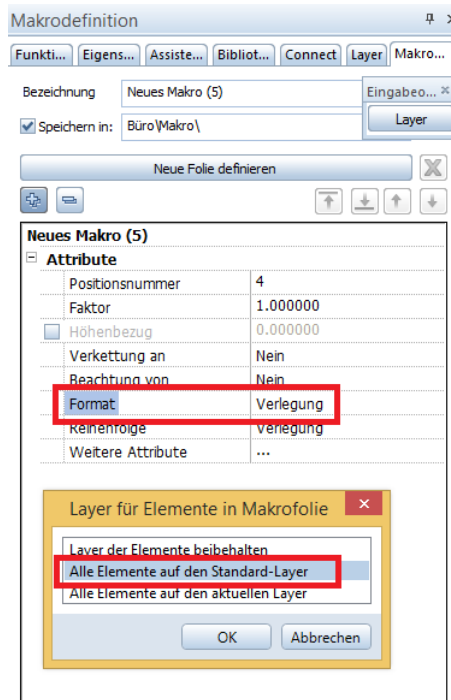 Makrodefinition
Funkti... Eigens... Assiste... Bibliot... Connect Layer Makro...
Bezeichnung Neues Makro (5) Eingabeo...
Speichern in: Büro\Makro\ Layer
Neue Folie definieren
Neues Makro (5)
Attribute
Positionsnummer 4
Faktor 1.000000
Höhenbezug 0.000000
Verkettung an Nein
Beachtung von Nein
Format Verlegung
Reihenfolge Verlegung
Weitere Attribute ...
Layer für Elemente in Makrofolie
Layer der Elemente beibehalten
Alle Elemente auf den Standard-Layer
Alle Elemente auf den aktuellen Layer
OK Abbrechen